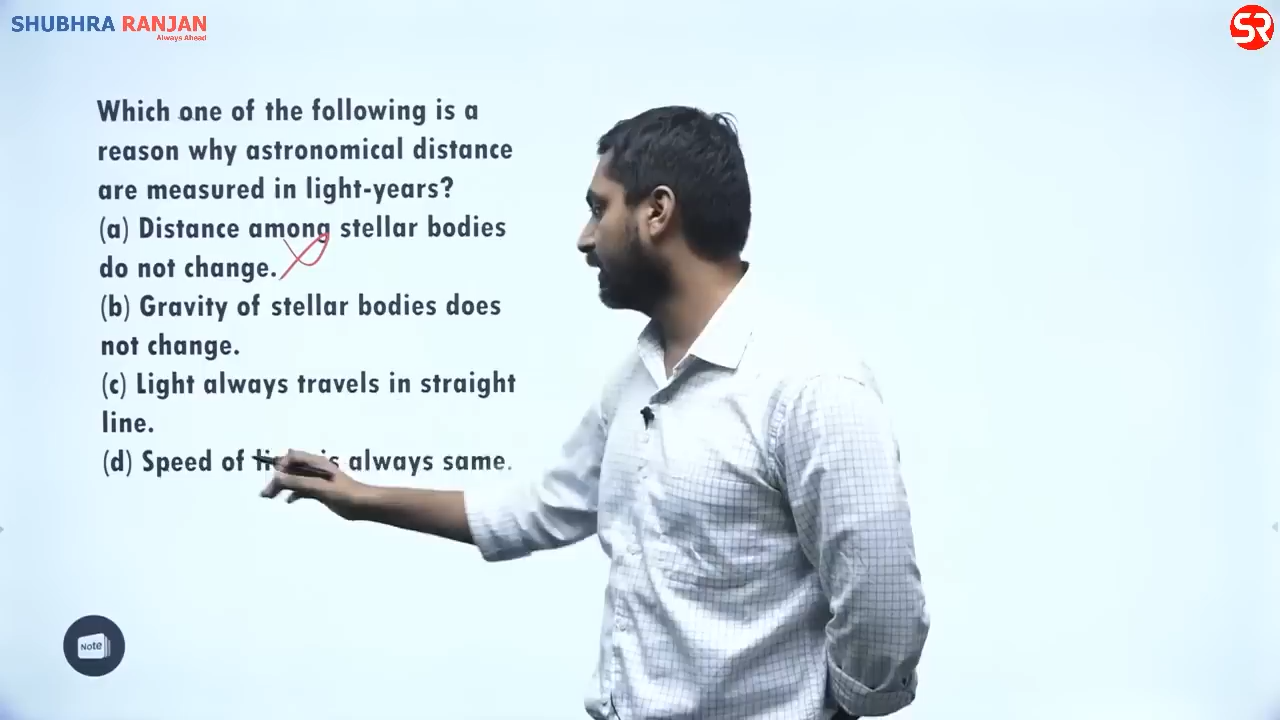 SHUBHRA RANJAN
Always Ahead
SR
Which one of the following is a
reason why astronomical distance
are measured in light-years?
(a) Distance among stellar bodies
do not change.
(b) Gravity of stellar bodies does
not change.
(c) Light always travels in straight
line.
(d) Speed of is always same.
Note